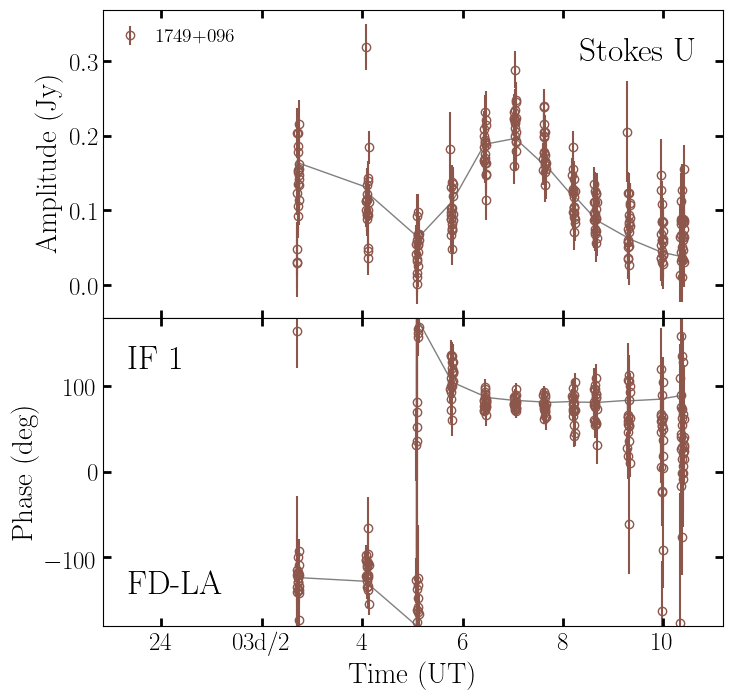 1749+096
Stokes U
Amplitude (Jy)
0.3
0.2
0.1
0.0
IF 1
Phase (deg)
100
0
−100
FD-LA
24 03d/2 4 6 8 10
Time (UT)